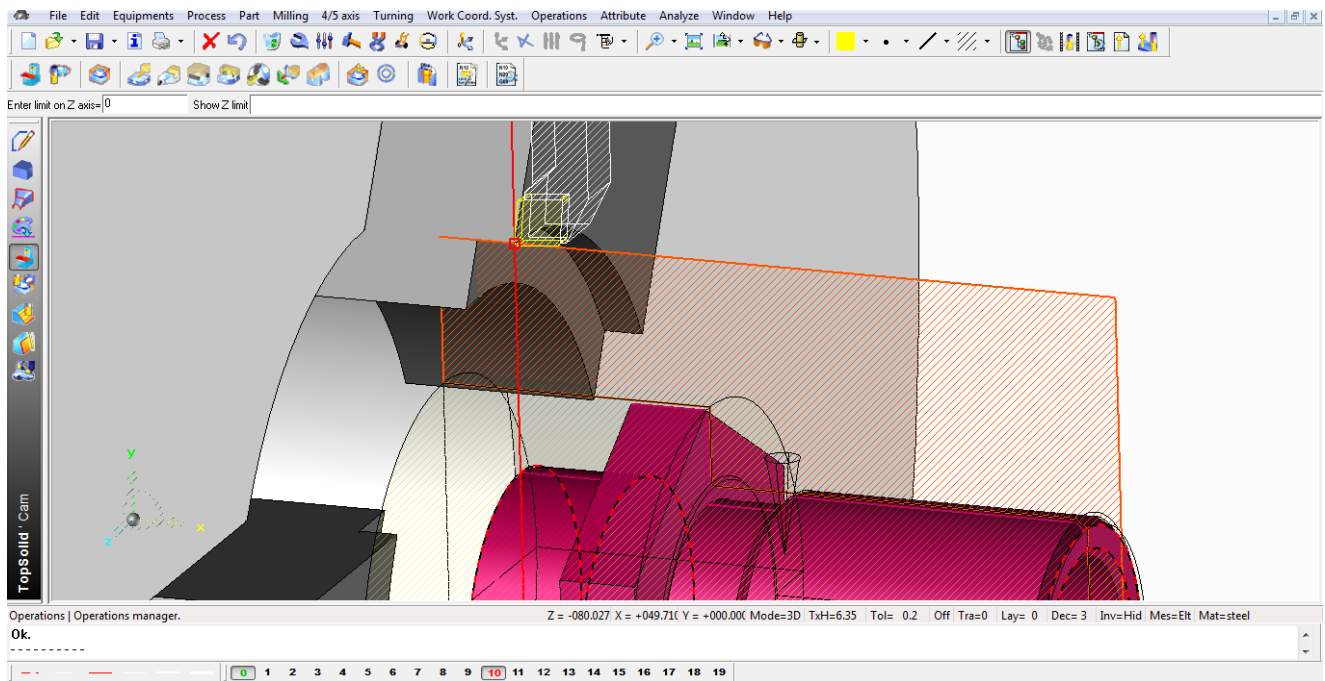 File Edit Equipments Process Part Milling 4/5 axis Turning Work Coord. Syst. Operations Attribute Analyze Window Help
Enter limit on Z axis= 0 Show Z limit
y
x
z
TopSolid'Cam
Operations | Operations manager. Z = -080.027 X = +049.71( Y = +000.00( Mode=3D TxH=6.35 Tol= 0.2 Off Tra=0 Lay= 0 Dec= 3 Inv=Hid Mes=Elt Mat=steel
Ok.
----------
0 1 2 3 4 5 6 7 8 9 10 11 12 13 14 15 16 17 18 19